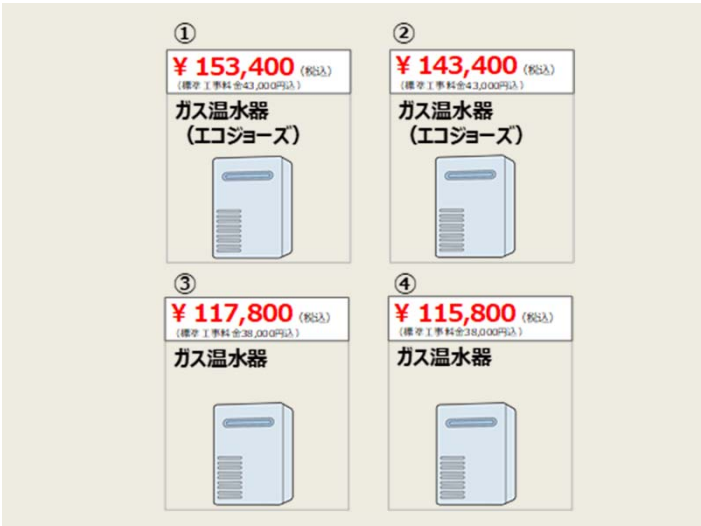 ①
¥ 153,400 (税込)
(標準工事料金43,000円込)
ガス温水器
(エコジョーズ)
②
¥ 143,400 (税込)
(標準工事料金43,000円込)
ガス温水器
(エコジョーズ)
③
¥ 117,800 (税込)
(標準工事料金38,000円込)
ガス温水器
④
¥ 115,800 (税込)
(標準工事料金38,000円込)
ガス温水器